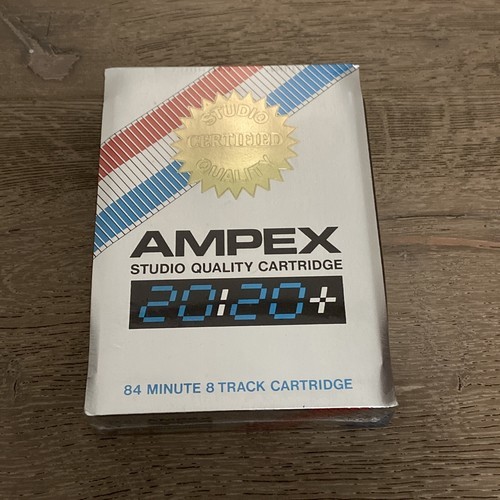 STUDIO
CERTIFIED
QUALITY
AMPEX
STUDIO QUALITY CARTRIDGE
20:20+
84 MINUTE 8 TRACK CARTRIDGE